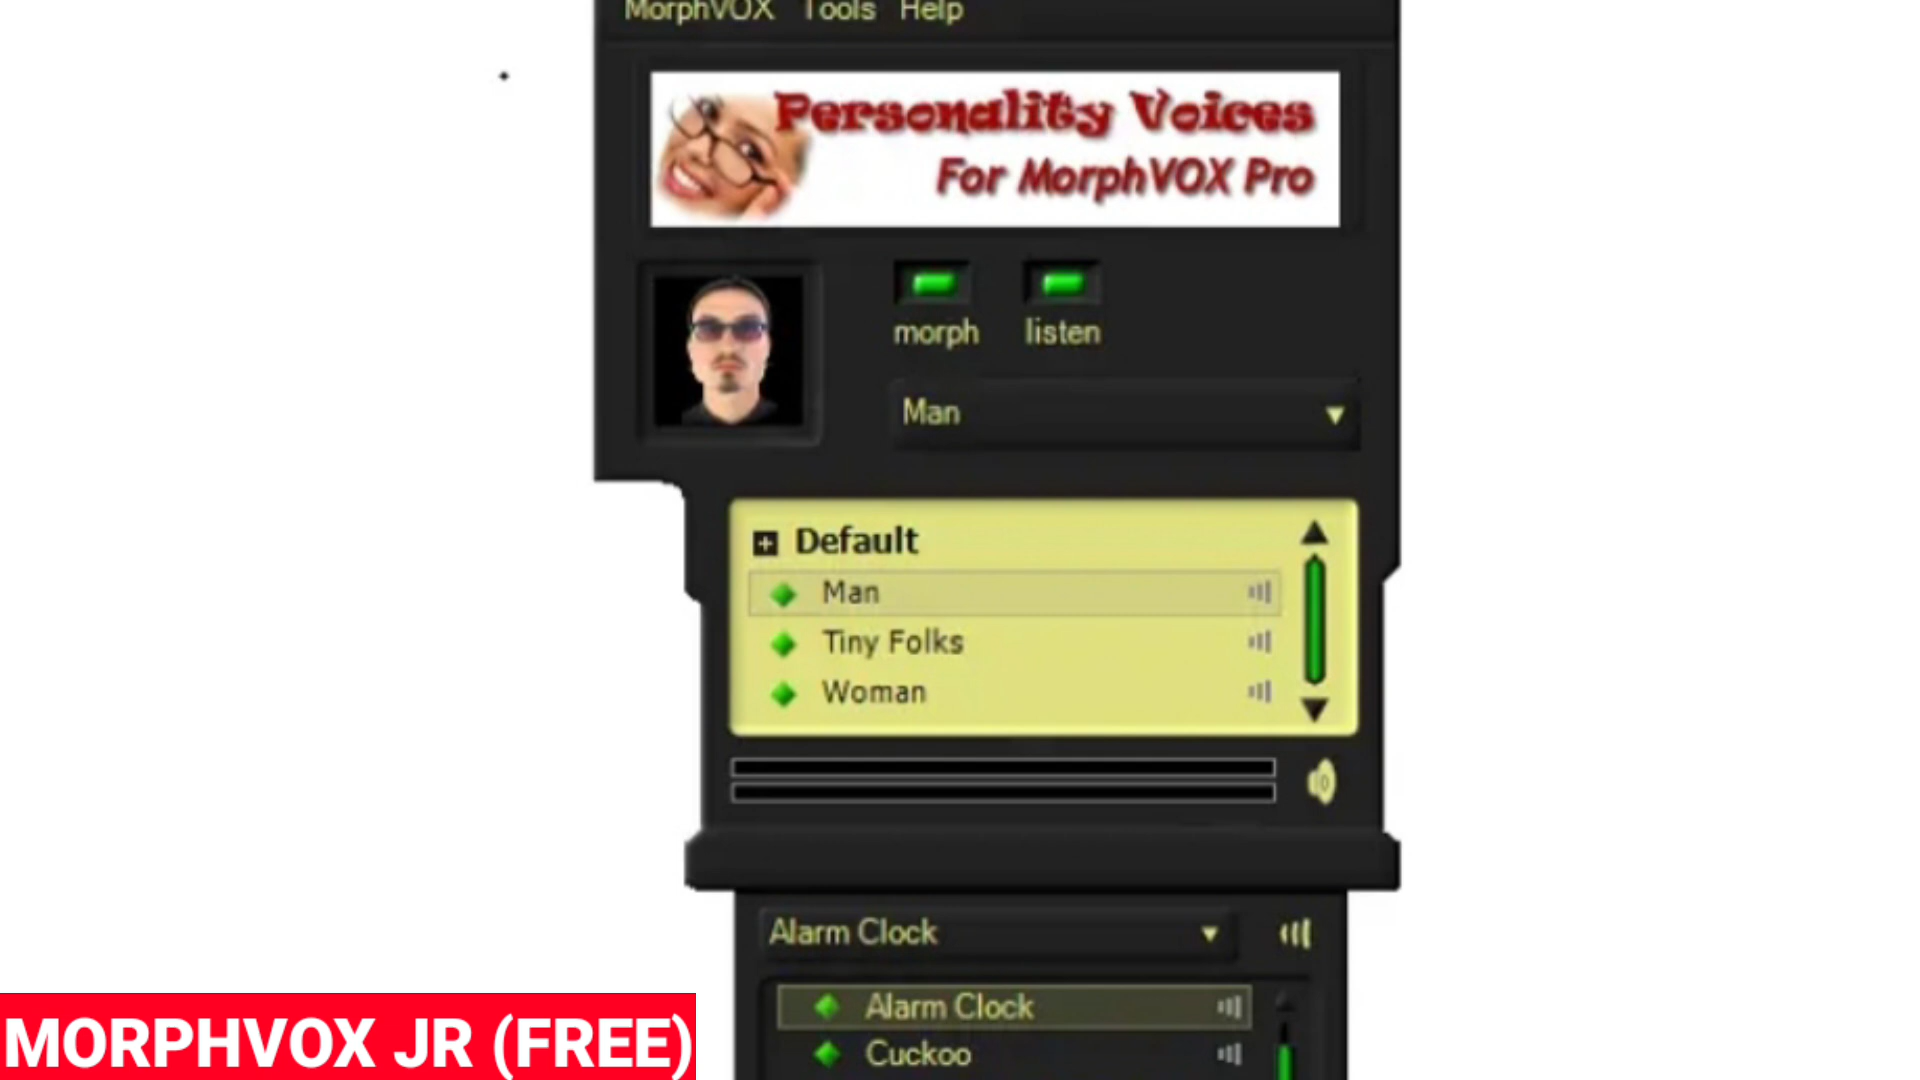 MorphVOX Tools Help
Personality Voices
For MorphVOX Pro
morph listen
Man
Default
Man
Tiny Folks
Woman
Alarm Clock
Alarm Clock
Cuckoo
MORPHVOX JR (FREE)